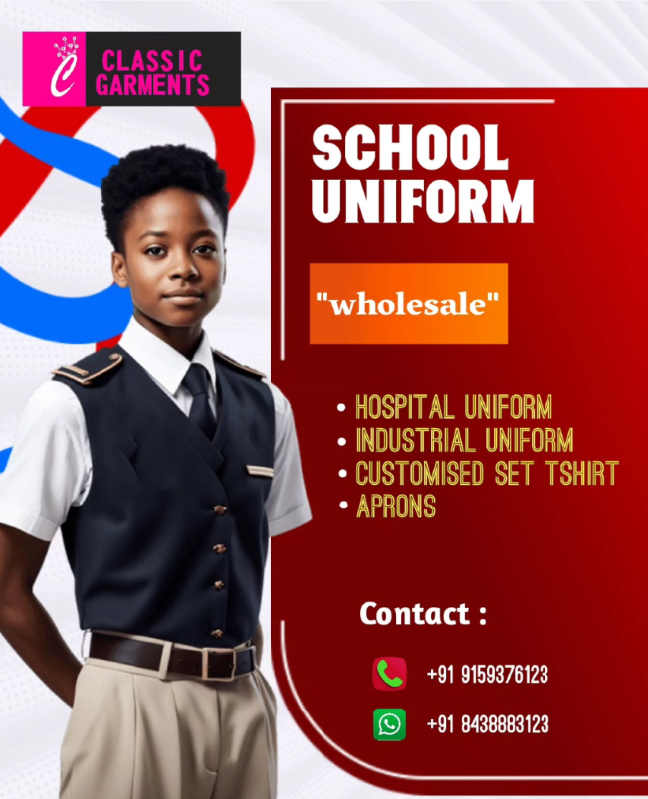 C
CLASSIC
GARMENTS
SCHOOL
UNIFORM
"wholesale"
• HOSPITAL UNIFORM
• INDUSTRIAL UNIFORM
• CUSTOMISED SET TSHIRT
• APRONS
Contact :
+91 9159376123
+91 8438883123